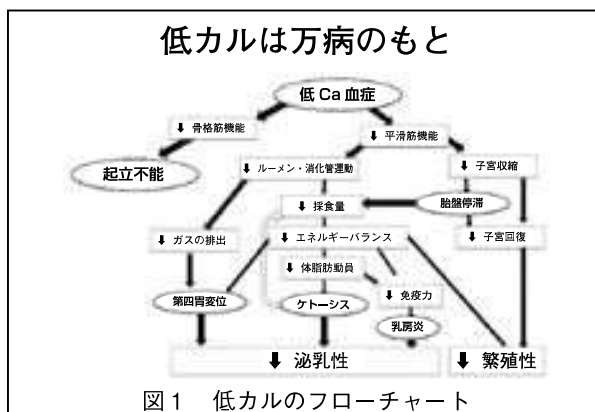 低カルは万病のもと
低Ca血症
⬇ 骨格筋機能
⬇ 平滑筋機能
起立不能
⬇ ルーメン・消化管運動
⬇ 子宮収縮
⬇ 採食量
胎盤停滞
⬇ ガスの排出
⬇ エネルギーバランス
⬇ 子宮回復
⬇ 体脂肪動員
第四胃変位
ケトーシス
⬇ 免疫力
乳房炎
⬇ 泌乳性
⬇ 繁殖性
図1 低カルのフローチャート